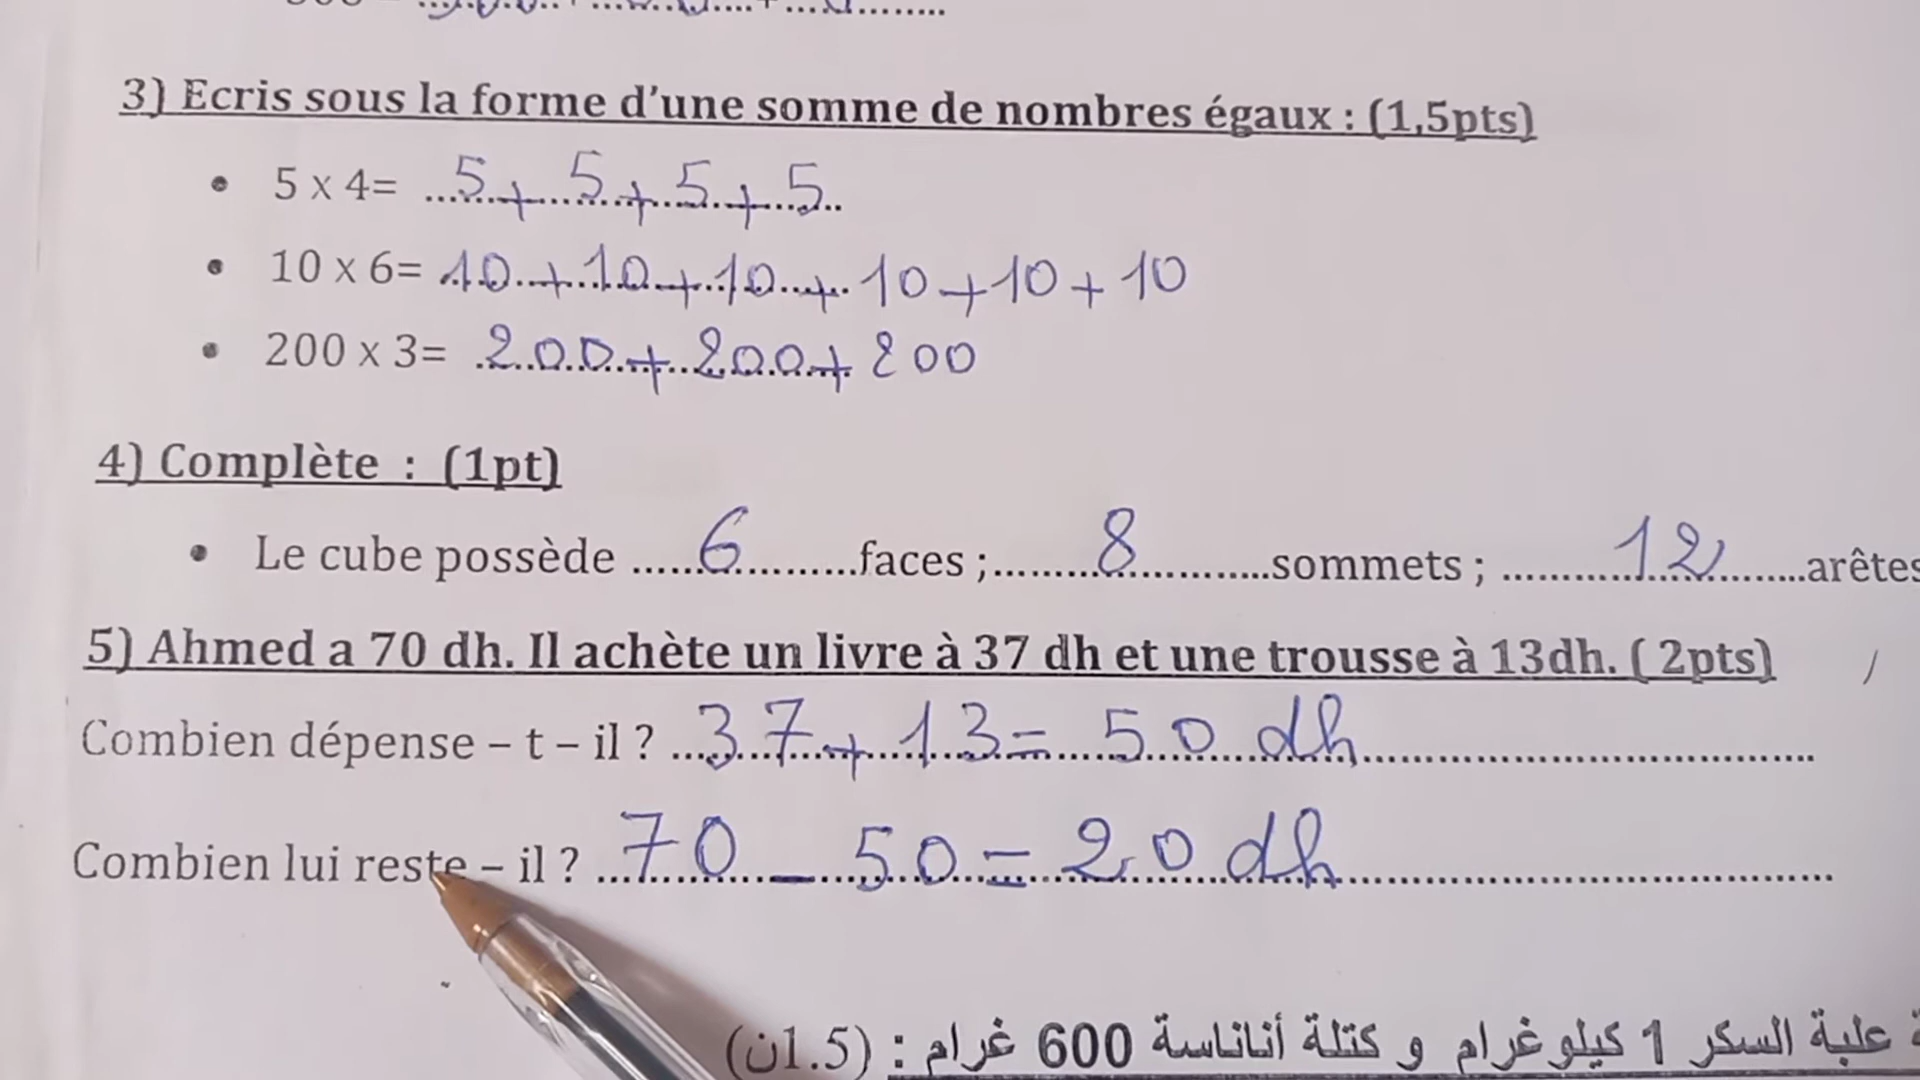 3) Ecris sous la forme d'une somme de nombres égaux : (1,5pts)
• 5 x 4= 5 + 5 + 5 + 5
• 10 x 6= 10 + 10 + 10 + 10 + 10 + 10
• 200 x 3= 200 + 200 + 200
4) Complète : (1pt)
• Le cube possède ......6.........faces ;.......8..........sommets ; ........12.......arêtes
5) Ahmed a 70 dh. Il achète un livre à 37 dh et une trousse à 13dh. ( 2pts)
Combien dépense – t – il ? 37 + 13 = 50 dh
Combien lui reste – il ? 70 - 50 = 20 dh
علبة السكر 1 كيلوغرام و كتلة أناناسة 600 غرام : (1.5ن)